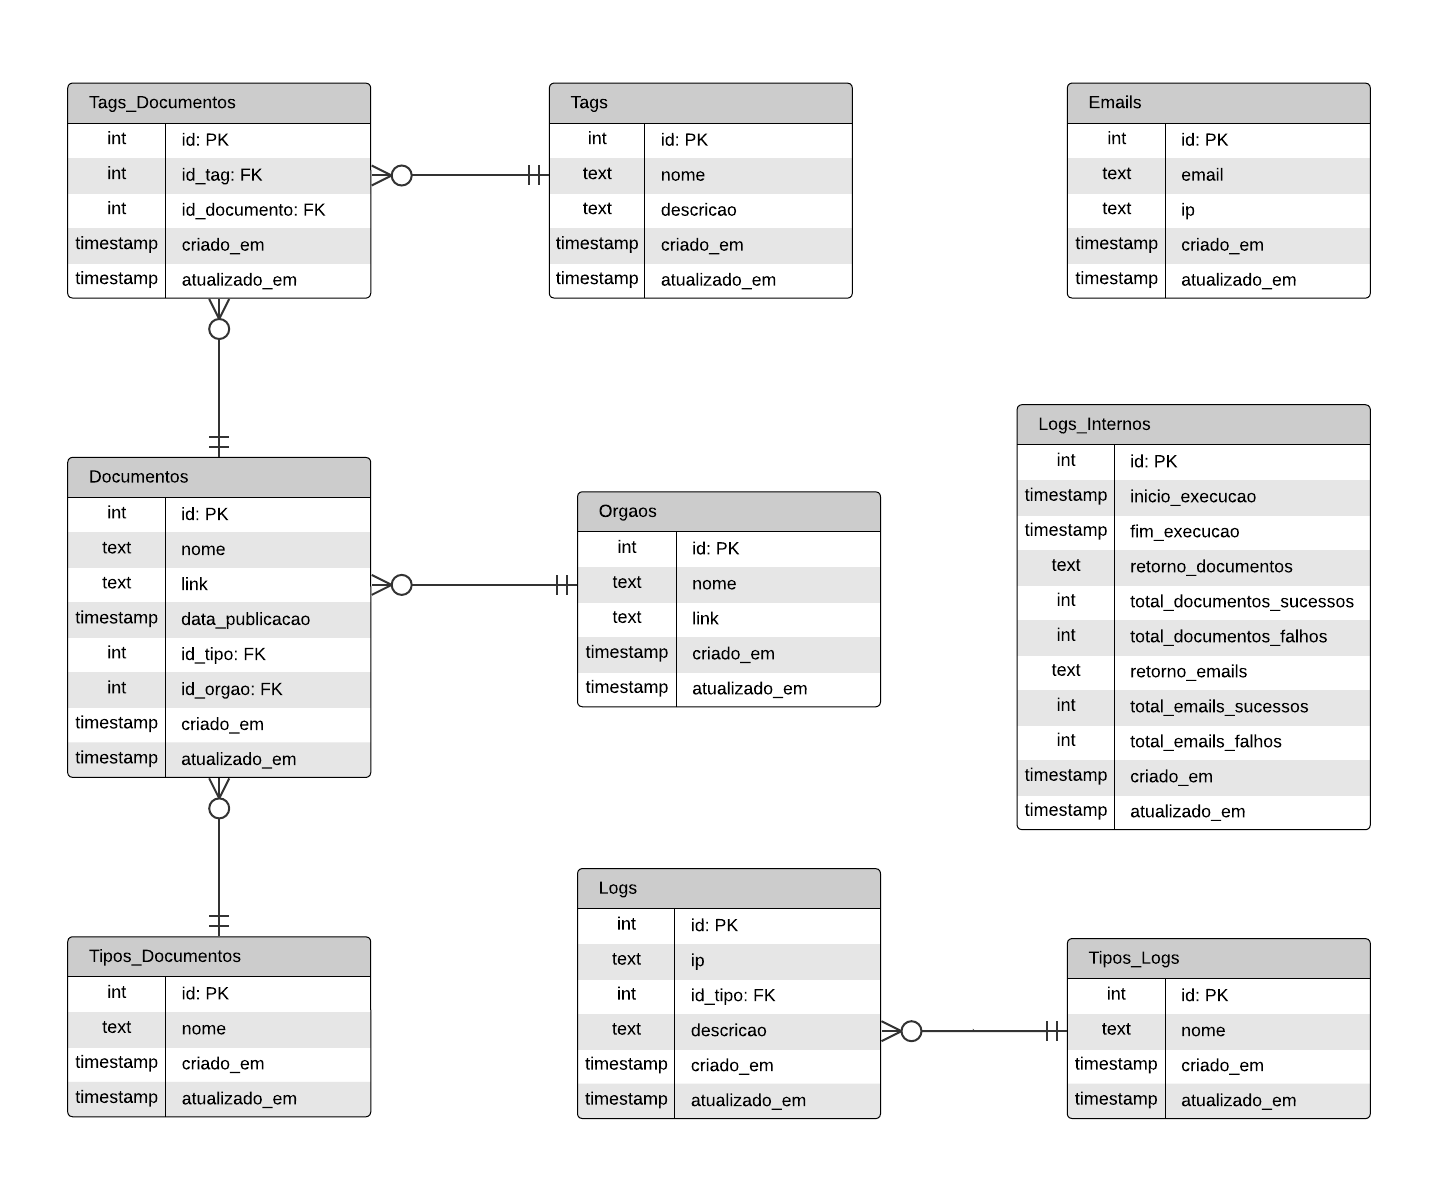 Tags_Documentos
int id: PK
int id_tag: FK
int id_documento: FK
timestamp criado_em
timestamp atualizado_em
Tags
int id: PK
text nome
text descricao
timestamp criado_em
timestamp atualizado_em
Emails
int id: PK
text email
text ip
timestamp criado_em
timestamp atualizado_em
Documentos
int id: PK
text nome
text link
timestamp data_publicacao
int id_tipo: FK
int id_orgao: FK
timestamp criado_em
timestamp atualizado_em
Orgaos
int id: PK
text nome
text link
timestamp criado_em
timestamp atualizado_em
Logs_Internos
int id: PK
timestamp inicio_execucao
timestamp fim_execucao
text retorno_documentos
int total_documentos_sucessos
int total_documentos_falhos
text retorno_emails
int total_emails_sucessos
int total_emails_falhos
timestamp criado_em
timestamp atualizado_em
Tipos_Documentos
int id: PK
text nome
timestamp criado_em
timestamp atualizado_em
Logs
int id: PK
text ip
int id_tipo: FK
text descricao
timestamp criado_em
timestamp atualizado_em
Tipos_Logs
int id: PK
text nome
timestamp criado_em
timestamp atualizado_em